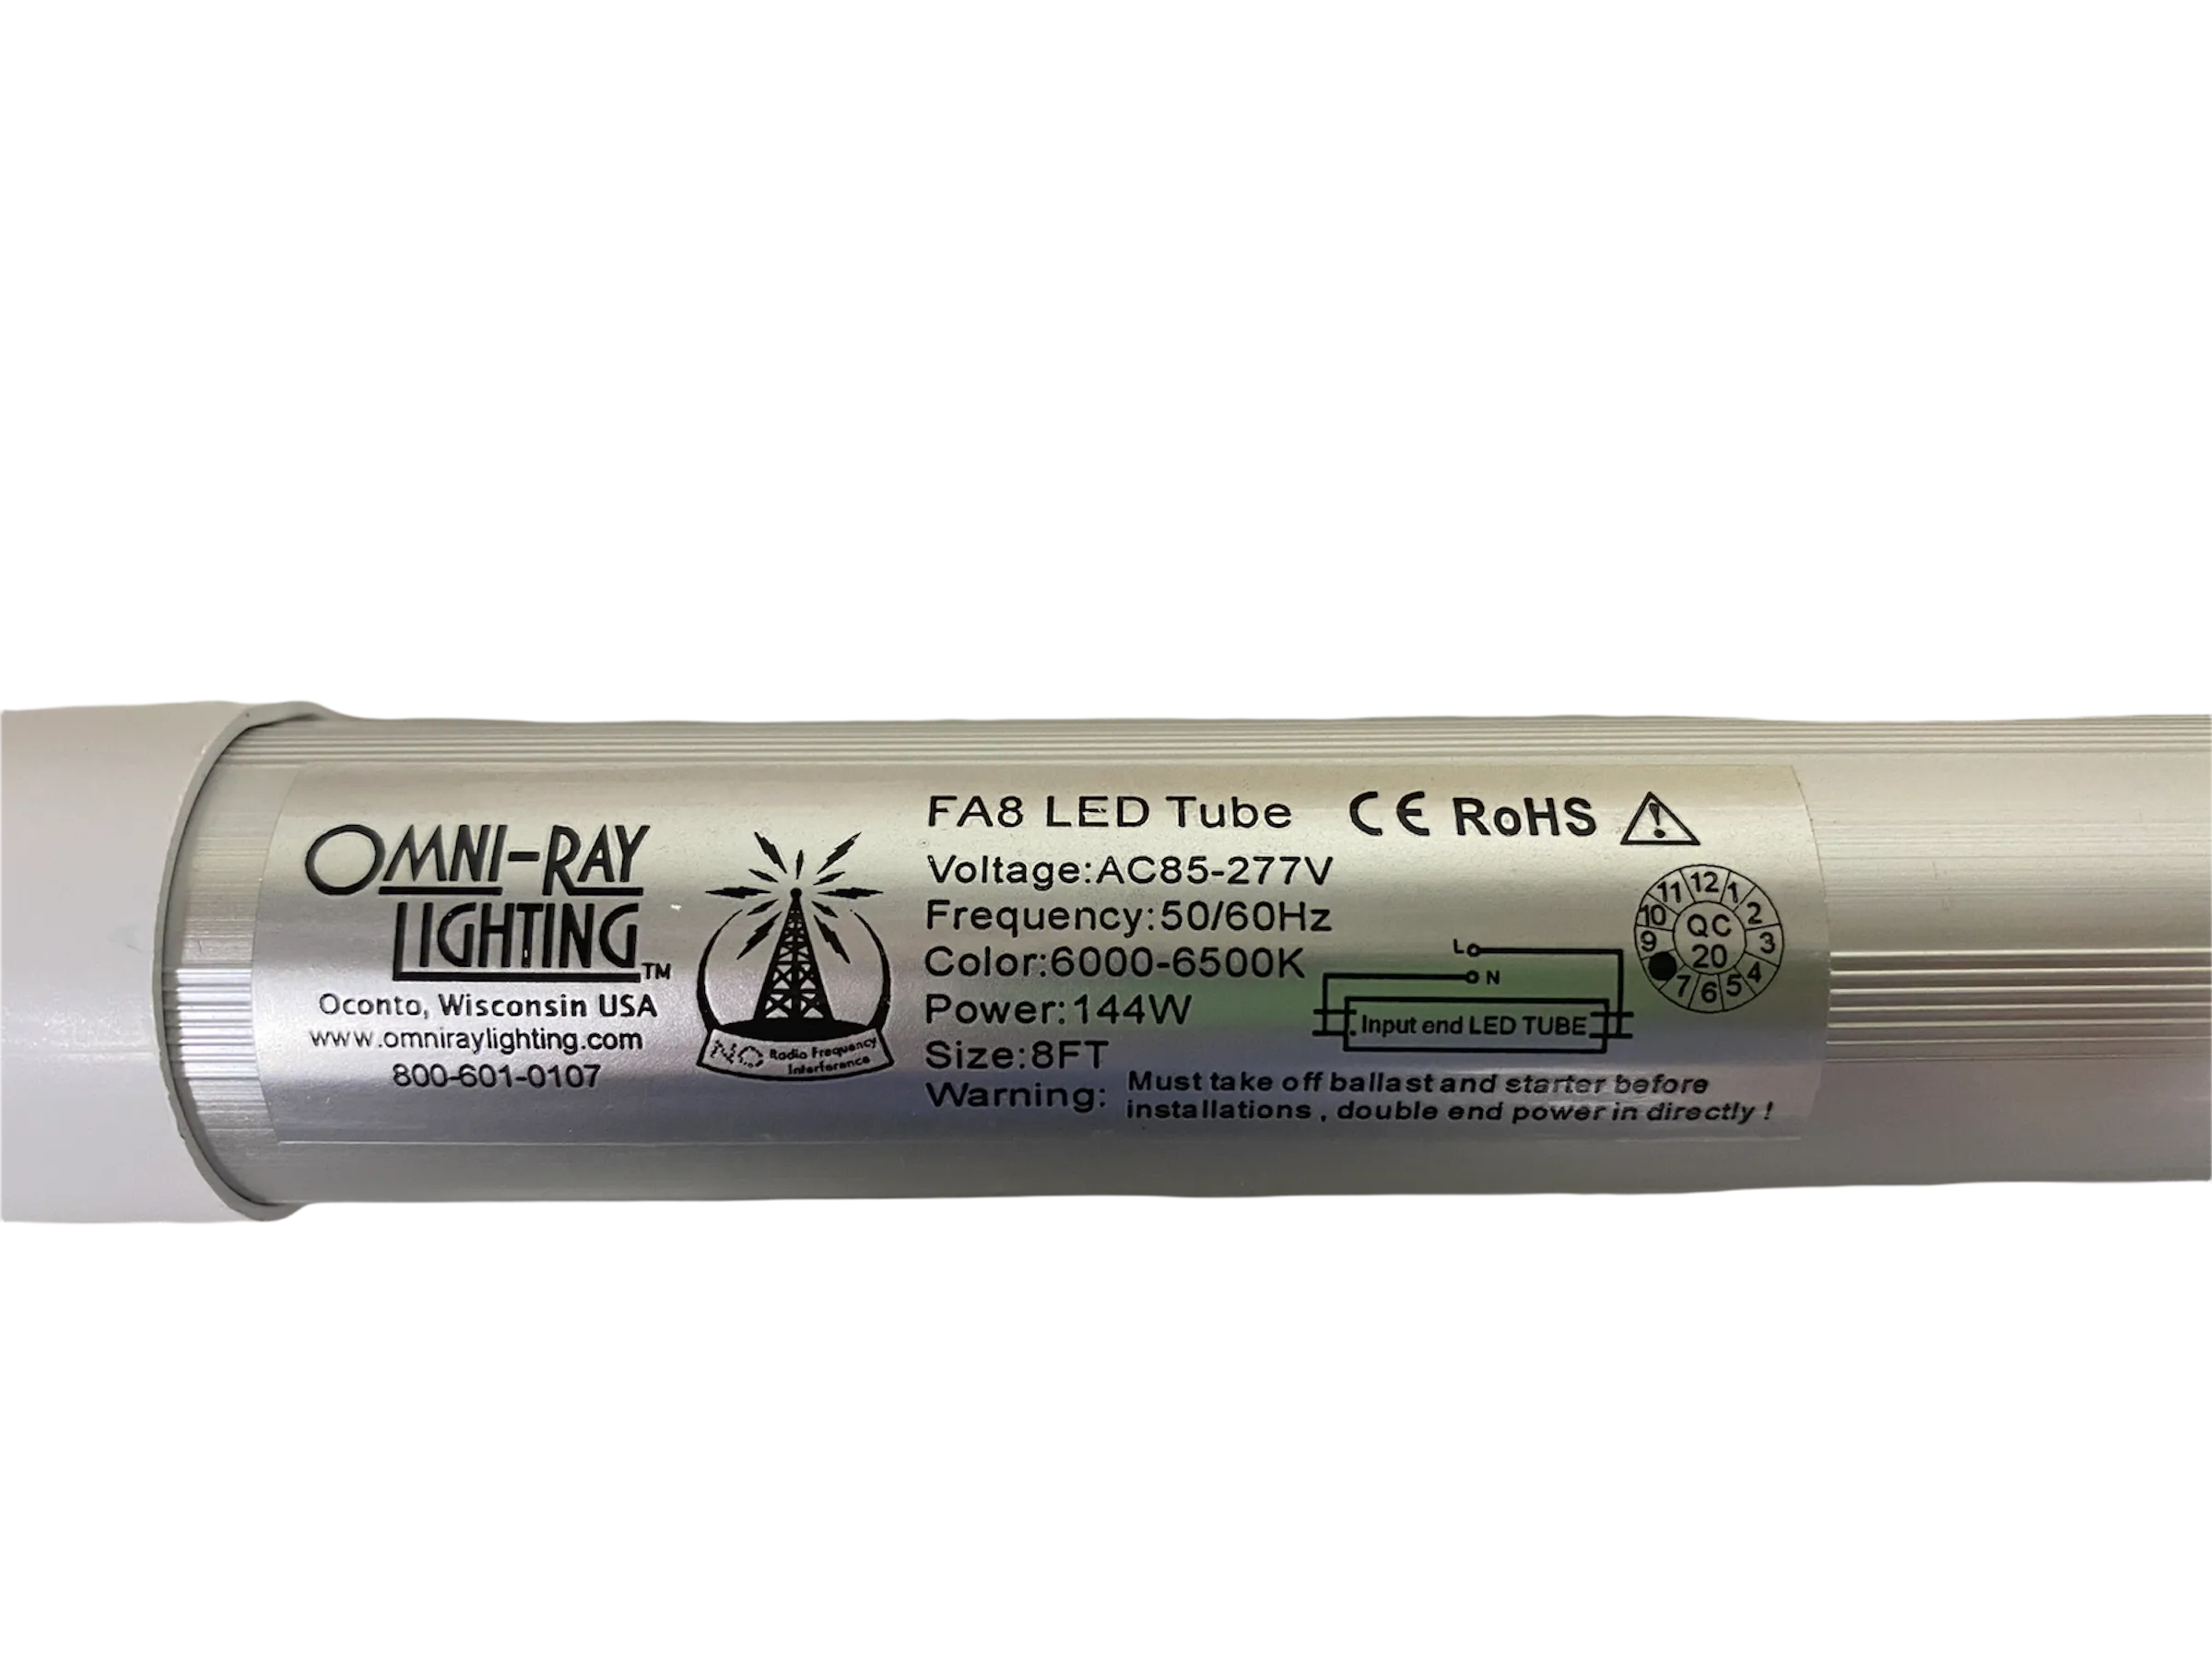 OMNI-RAY
LIGHTING™
Oconto, Wisconsin USA
www.omniraylighting.com
800-601-0107
NO Radio Frequency
Interference
FA8 LED Tube CE RoHS
Voltage:AC85-277V
Frequency:50/60Hz
Color:6000-6500K
Power:144W
Size:8FT
Warning: Must take off ballast and starter before
installations, double end power in directly!
L
N
Input end LED TUBE
11 12 1 2 3 4 5 6 7 9 10
QC
20